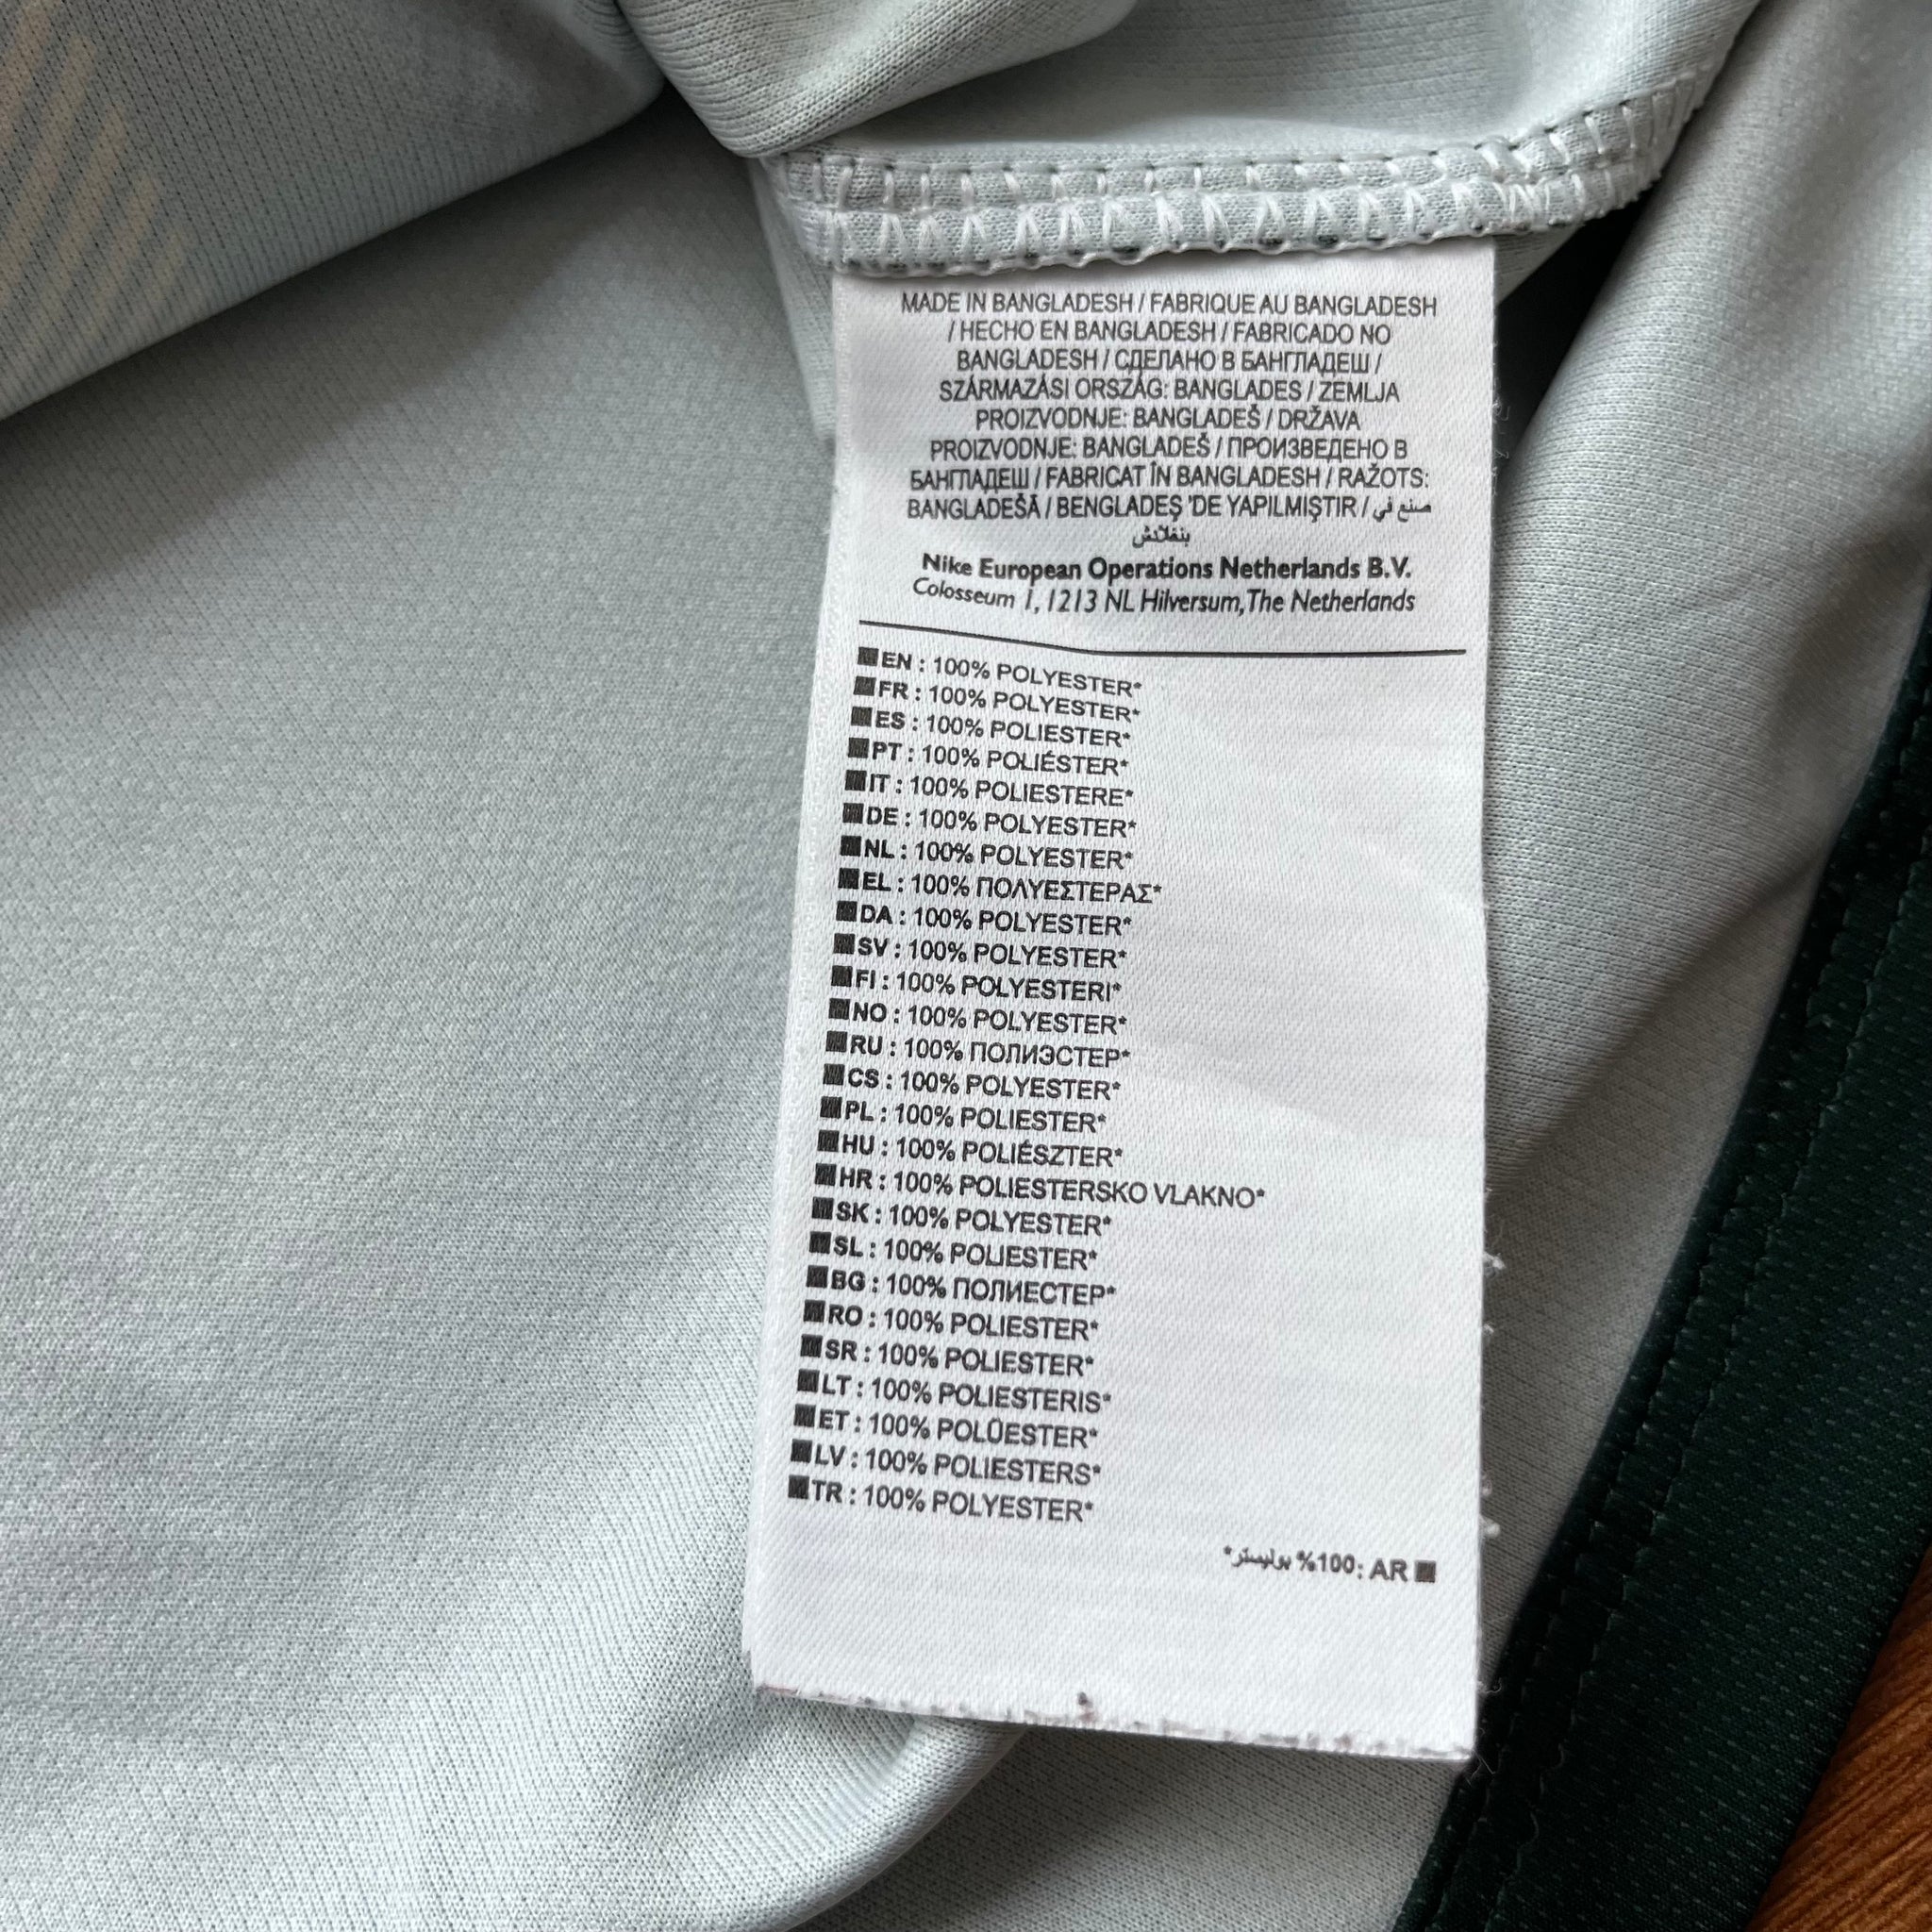 MADE IN BANGLADESH / FABRIQUE AU BANGLADESH
/ HECHO EN BANGLADESH / FABRICADO NO
BANGLADESH / СДЕЛАНО В БАНГЛАДЕШ /
SZÁRMAZÁSI ORSZÁG: BANGLADES / ZEMLJA
PROIZVODNJE: BANGLADEŠ / DRŽAVA
PROIZVODNJE: BANGLADEŠ / ПРОИЗВЕДЕНО В
БАНГЛАДЕШ / FABRICAT ÎN BANGLADESH / RAŽOTS:
BANGLADEŠĀ / BENGLADEŞ 'DE YAPILMIŞTIR / صنع في
بنغلادش
Nike European Operations Netherlands B.V.
Colosseum 1, 1213 NL Hilversum, The Netherlands
EN : 100% POLYESTER*
FR : 100% POLYESTER*
ES : 100% POLIESTER*
PT : 100% POLIÉSTER*
IT : 100% POLIESTERE*
DE : 100% POLYESTER*
NL : 100% POLYESTER*
EL : 100% ΠΟΛΥΕΣΤΕΡΑΣ*
DA : 100% POLYESTER*
SV : 100% POLYESTER*
FI : 100% POLYESTERI*
NO : 100% POLYESTER*
RU : 100% ПОЛИЭСТЕР*
CS : 100% POLYESTER*
PL : 100% POLIESTER*
HU : 100% POLIÉSZTER*
HR : 100% POLIESTERSKO VLAKNO*
SK : 100% POLYESTER*
SL : 100% POLIESTER*
BG : 100% ПОЛИЕСТЕР*
RO : 100% POLIESTER*
SR : 100% POLIESTER*
LT : 100% POLIESTERIS*
ET : 100% POLÜESTER*
LV : 100% POLIESTERS*
TR : 100% POLYESTER*
AR :100% بوليستر*